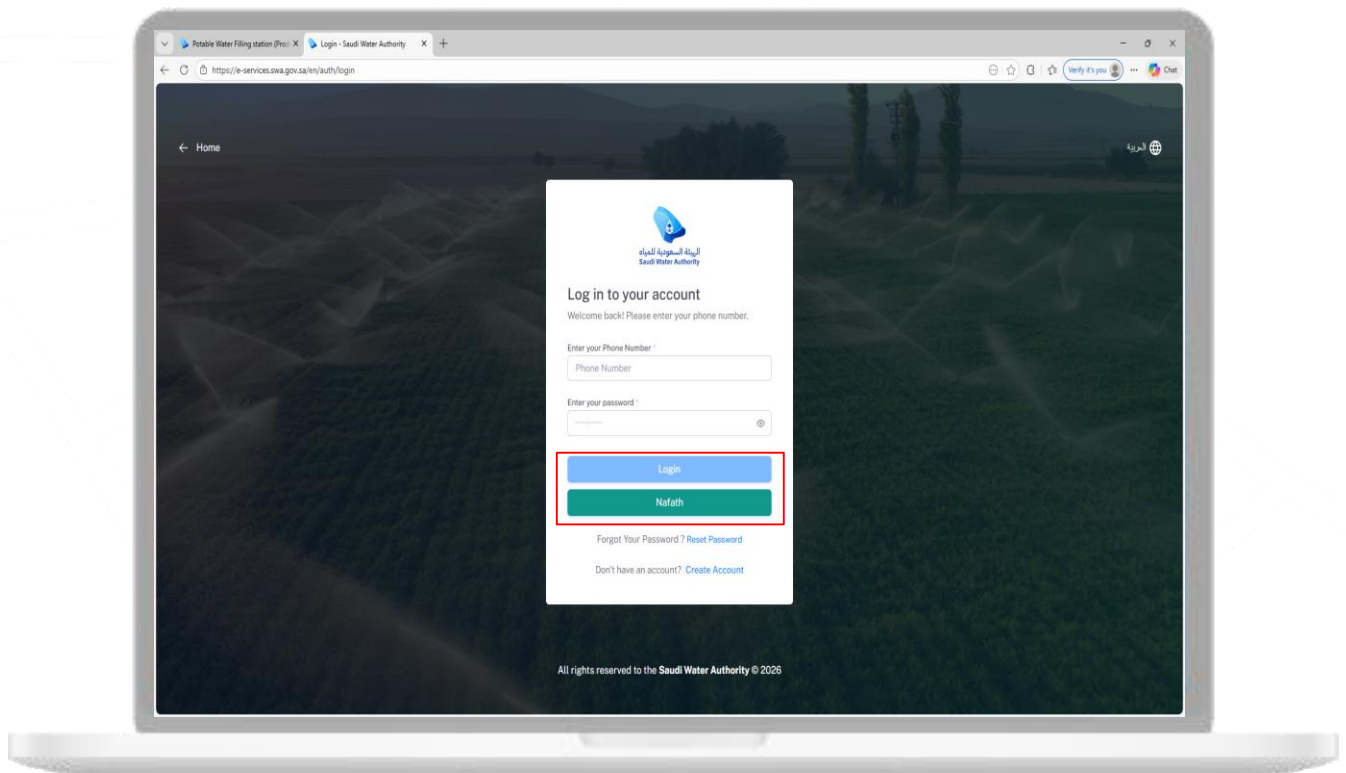 Potable Water Filling station (Pro
Login - Saudi Water Authority
https://e-services.swa.gov.sa/en/auth/login
Verify it's you
Chat
Home
العربية
الهيئة السعودية للمياه
Saudi Water Authority
Log in to your account
Welcome back! Please enter your phone number.
Enter your Phone Number *
Phone Number
Enter your password *
Login
Nafath
Forgot Your Password ? Reset Password
Don't have an account? Create Account
All rights reserved to the Saudi Water Authority © 2026